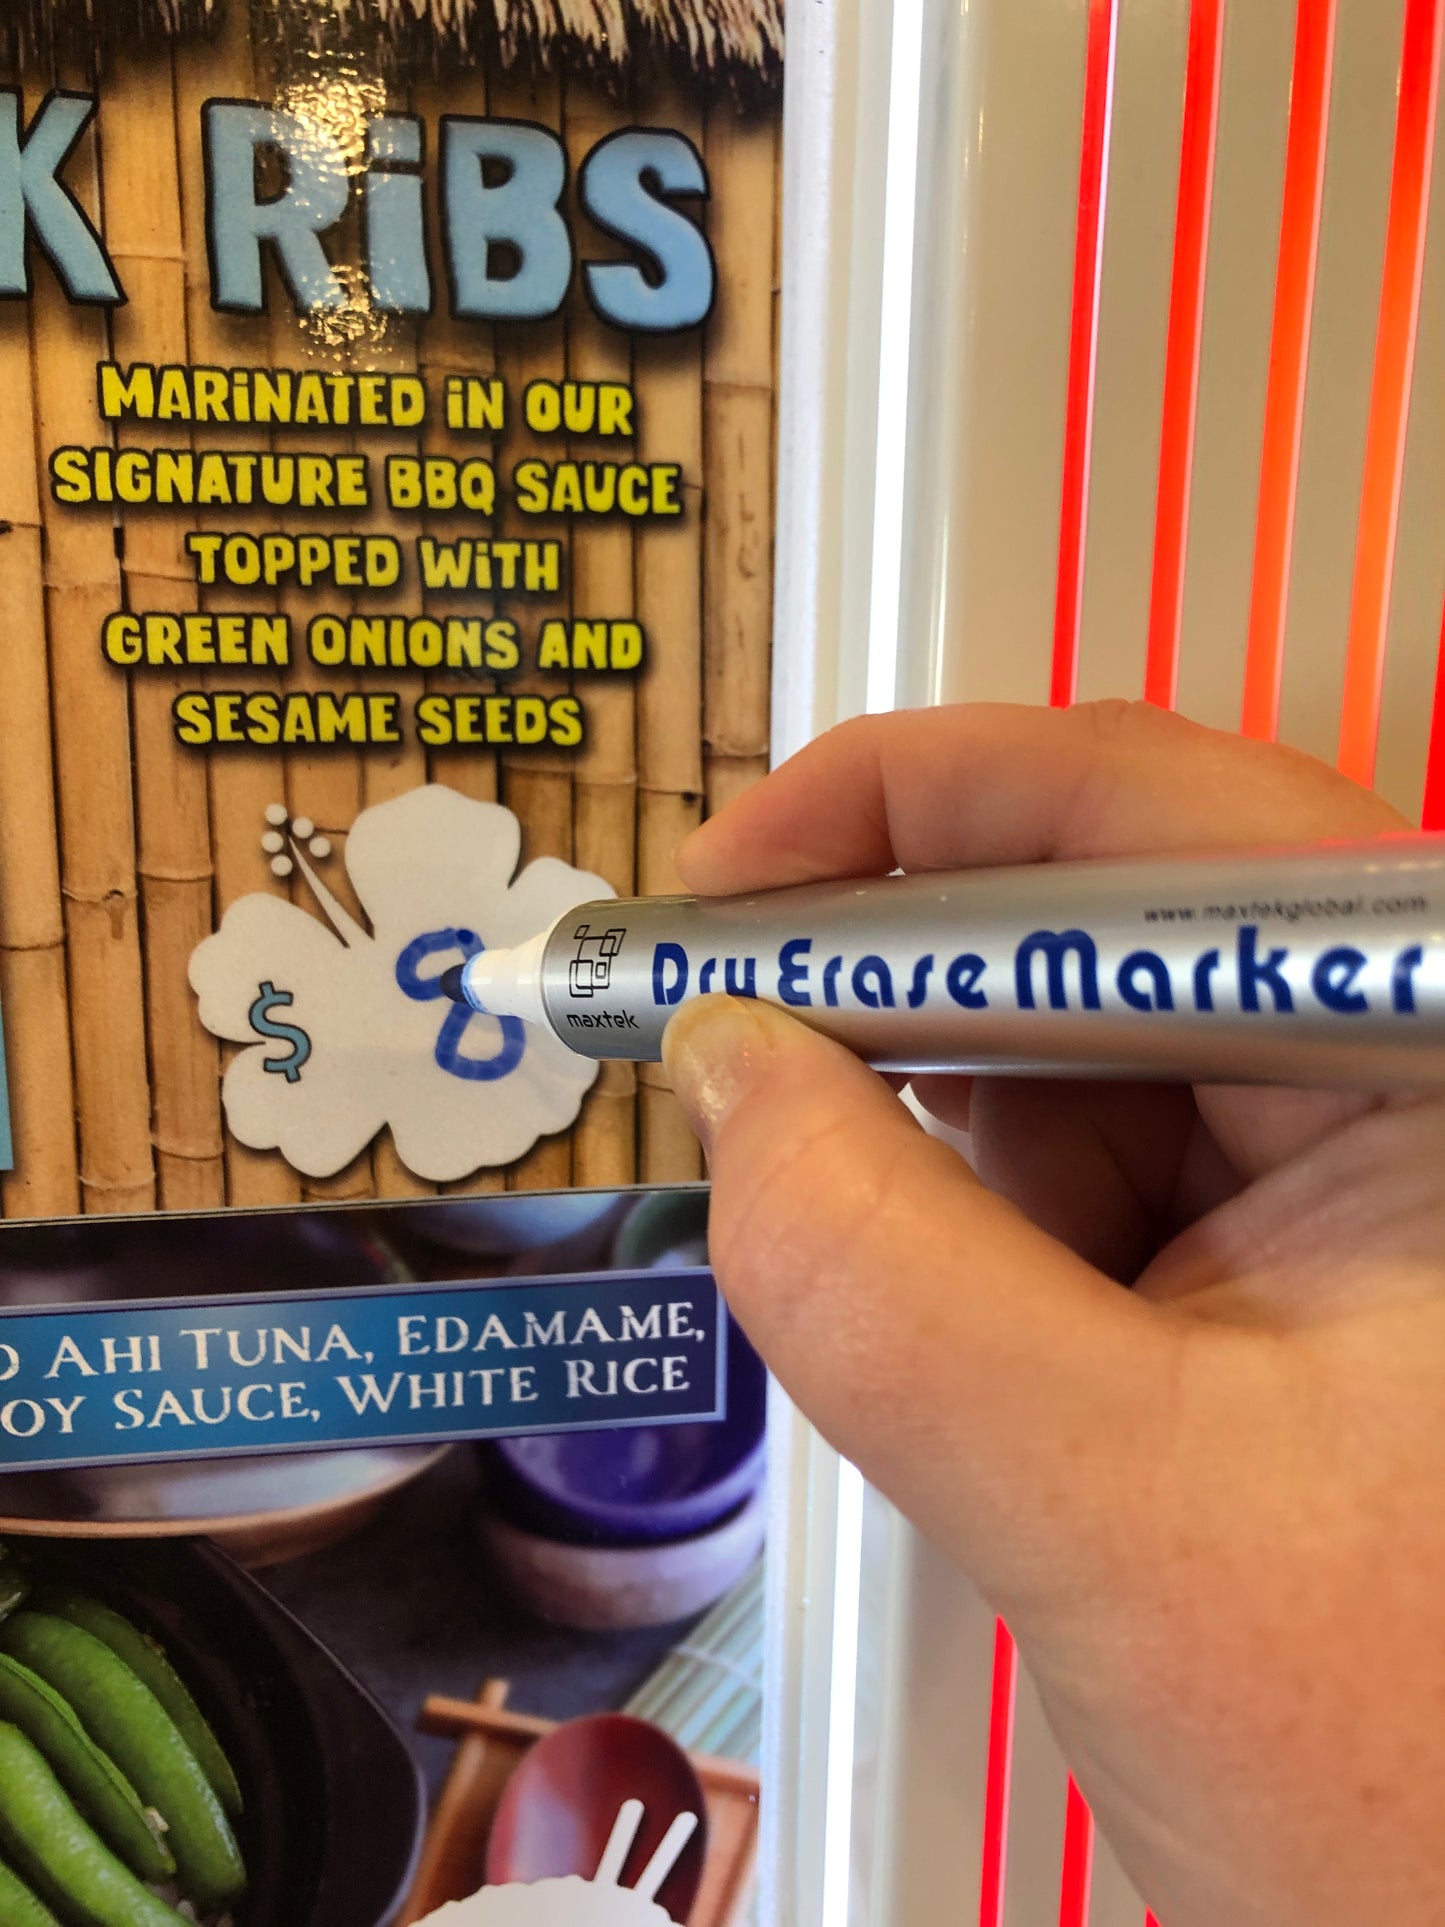 K RiBS
MARiNATED iN OUR
SIGNATURE BBQ SAUCE
TOPPED WiTH
GREEN ONIONS AND
SESAME SEEDS
$ 8
www.maxtekglobal.com
maxtek Dry Erase Marker
AHI TUNA, EDAMAME,
OY SAUCE, WHITE RICE